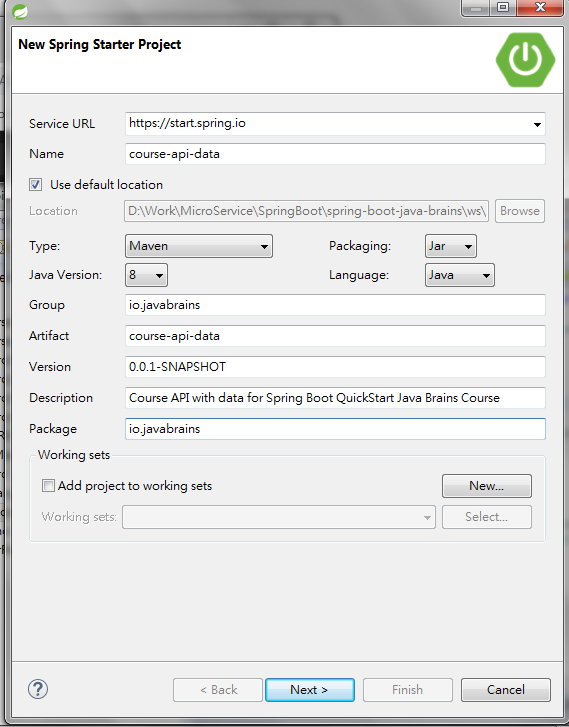 New Spring Starter Project
Service URL https://start.spring.io
Name course-api-data
Use default location
Location D:\Work\MicroService\SpringBoot\spring-boot-java-brains\ws\ Browse
Type: Maven Packaging: Jar
Java Version: 8 Language: Java
Group io.javabrains
Artifact course-api-data
Version 0.0.1-SNAPSHOT
Description Course API with data for Spring Boot QuickStart Java Brains Course
Package io.javabrains
Working sets
Add project to working sets New...
Working sets: Select...
? < Back Next > Finish Cancel